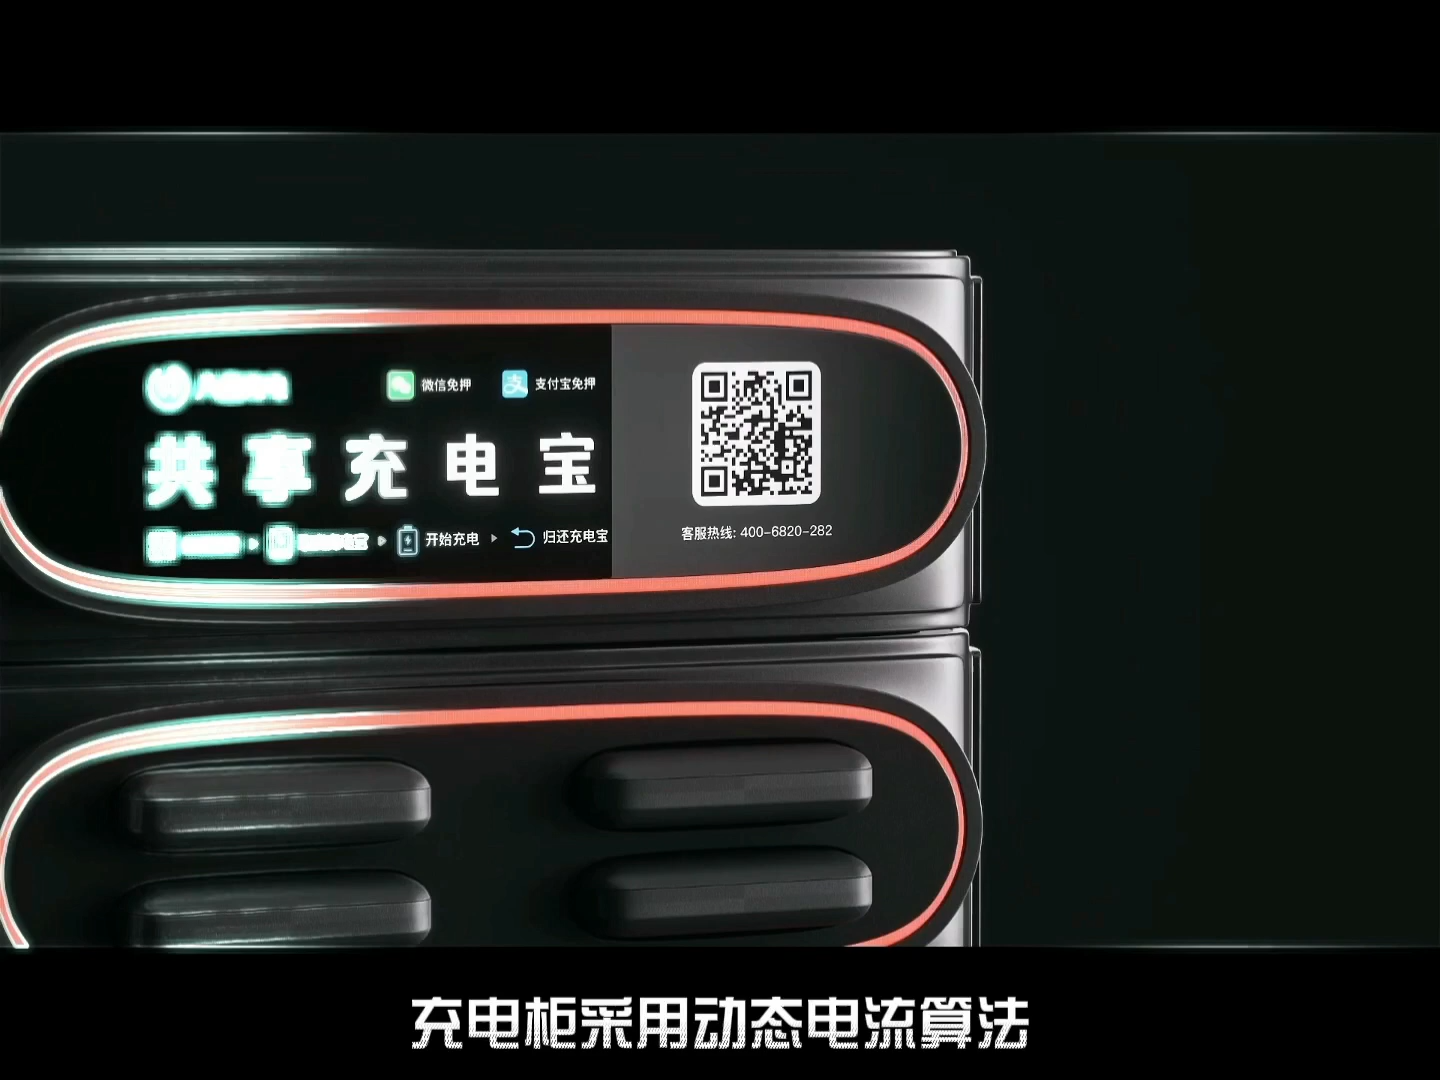 微信免押
支付宝免押
共享充电宝
开始充电
归还充电宝
客服热线: 400-6820-282
充电柜采用动态电流算法